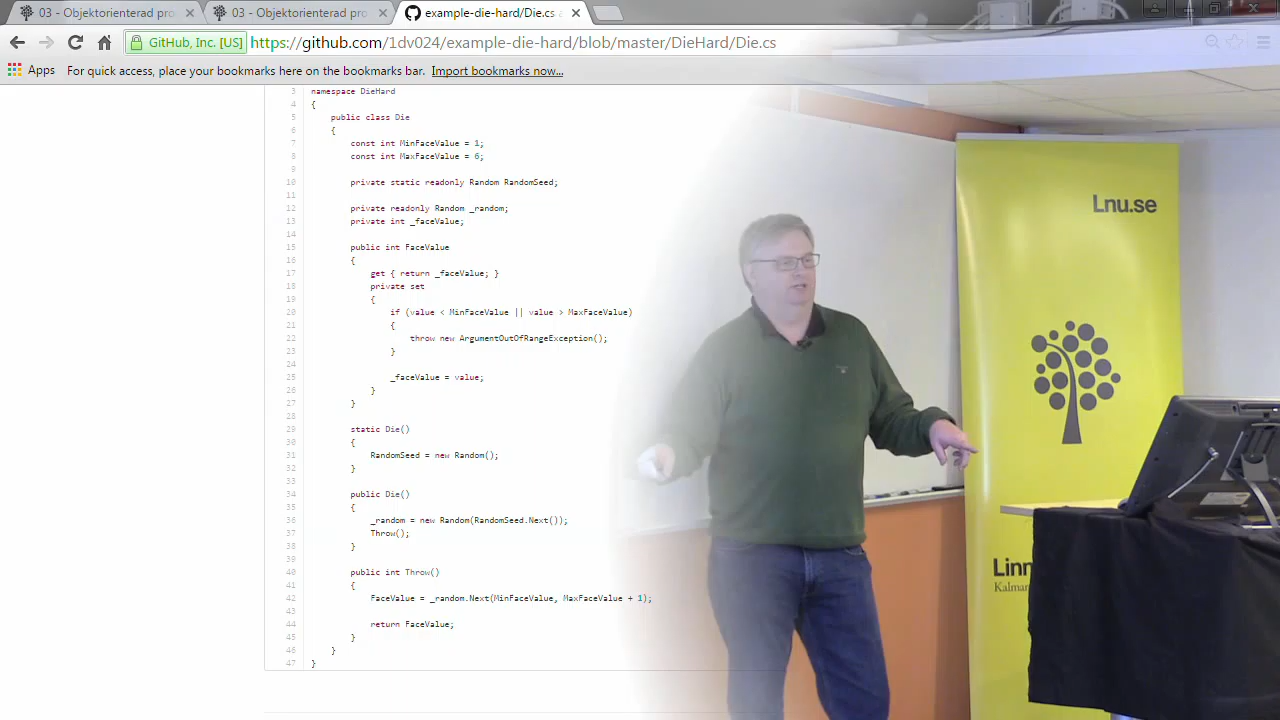 03 - Objektorienterad pro
03 - Objektorienterad pro
example-die-hard/Die.cs
GitHub, Inc. [US]
https://github.com/1dv024/example-die-hard/blob/master/DieHard/Die.cs
Apps
For quick access, place your bookmarks here on the bookmarks bar. Import bookmarks now...
3 namespace DieHard
4 {
5 public class Die
6 {
7 const int MinFaceValue = 1;
8 const int MaxFaceValue = 6;
9
10 private static readonly Random RandomSeed;
11
12 private readonly Random _random;
13 private int _faceValue;
14
15 public int FaceValue
16 {
17 get { return _faceValue; }
18 private set
19 {
20 if (value < MinFaceValue || value > MaxFaceValue)
21 {
22 throw new ArgumentOutOfRangeException();
23 }
24
25 _faceValue = value;
26 }
27 }
28
29 static Die()
30 {
31 RandomSeed = new Random();
32 }
33
34 public Die()
35 {
36 _random = new Random(RandomSeed.Next());
37 Throw();
38 }
39
40 public int Throw()
41 {
42 FaceValue = _random.Next(MinFaceValue, MaxFaceValue + 1);
43
44 return FaceValue;
45 }
46 }
47 }
Lnu.se
Linn
Kalmar